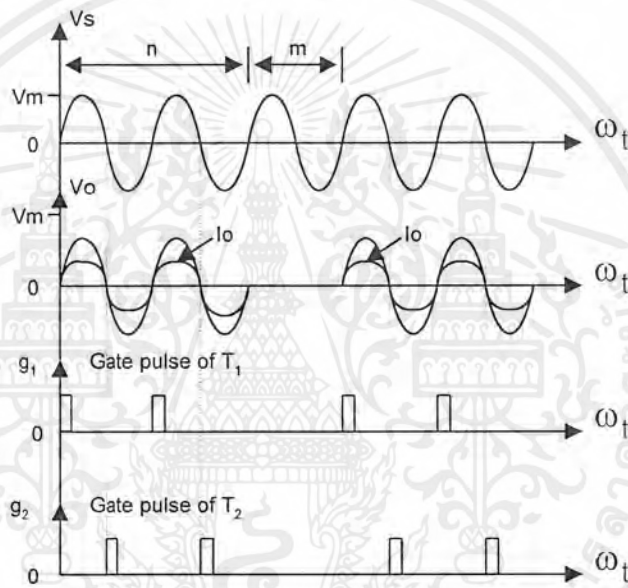 Vs
n
m
Vm
0
ωt
Vo
Vm
Io
Io
0
ωt
g1
Gate pulse of T1
0
ωt
g2
Gate pulse of T2
0
ωt